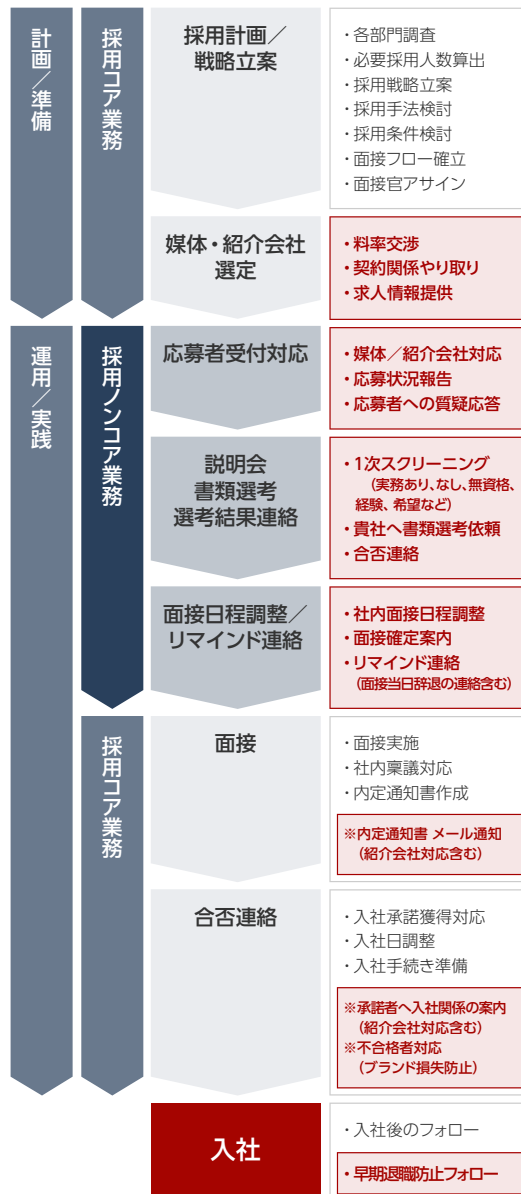 計画／準備
採用コア業務
採用計画／
戦略立案
・各部門調査
・必要採用人数算出
・採用戦略立案
・採用手法検討
・採用条件検討
・面接フロー確立
・面接官アサイン
媒体・紹介会社
選定
・料率交渉
・契約関係やり取り
・求人情報提供
運用／実践
採用ノンコア業務
応募者受付対応
・媒体／紹介会社対応
・応募状況報告
・応募者への質疑応答
説明会
書類選考
選考結果連絡
・1次スクリーニング
（実務あり、なし、無資格、
経験、希望など）
・貴社へ書類選考依頼
・合否連絡
面接日程調整／
リマインド連絡
・社内面接日程調整
・面接確定案内
・リマインド連絡
（面接当日辞退の連絡含む）
採用コア業務
面接
・面接実施
・社内稟議対応
・内定通知書作成
※内定通知書 メール通知
（紹介会社対応含む）
合否連絡
・入社承諾獲得対応
・入社日調整
・入社手続き準備
※承諾者へ入社関係の案内
（紹介会社対応含む）
※不合格者対応
（ブランド損失防止）
入社
・入社後のフォロー
・早期退職防止フォロー